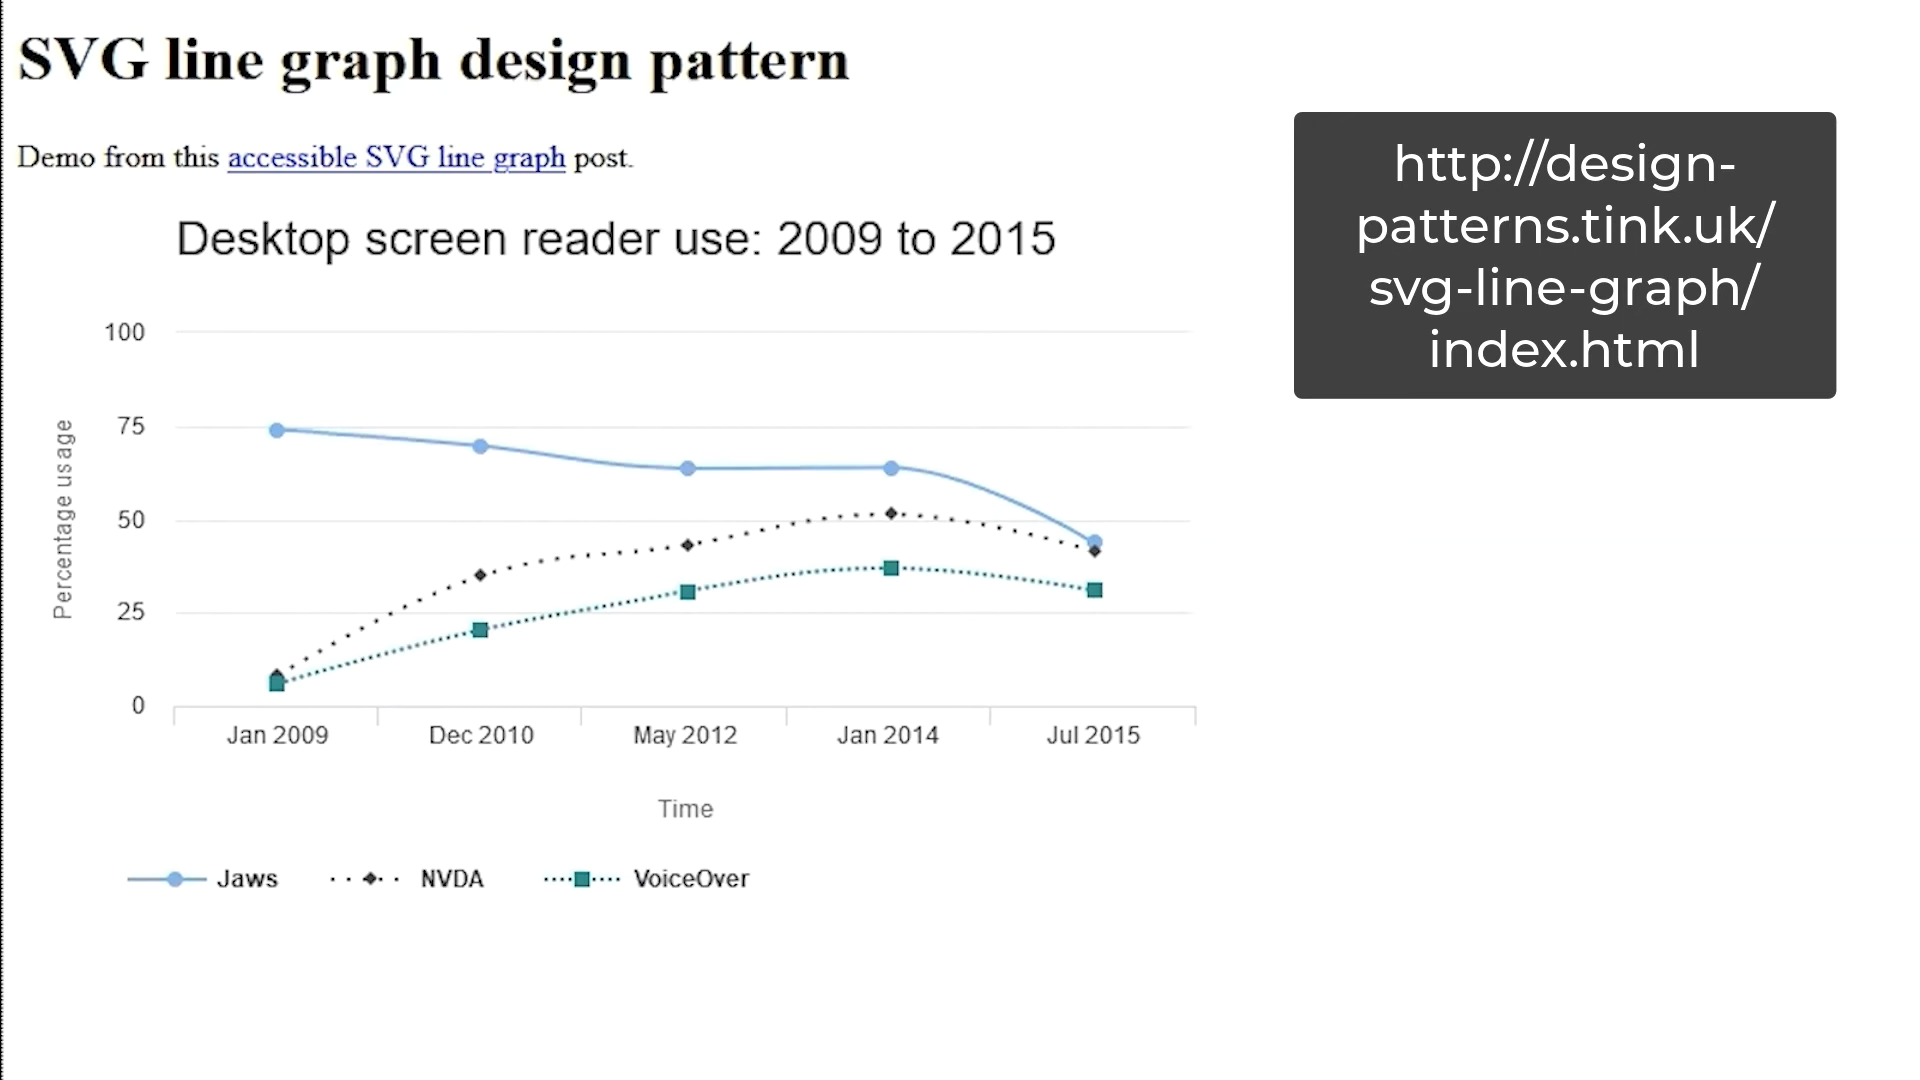 SVG line graph design pattern
Demo from this accessible SVG line graph post.
http://design-
patterns.tink.uk/
svg-line-graph/
index.html
Desktop screen reader use: 2009 to 2015
Percentage usage
100
75
50
25
0
Jan 2009 Dec 2010 May 2012 Jan 2014 Jul 2015
Time
Jaws NVDA VoiceOver